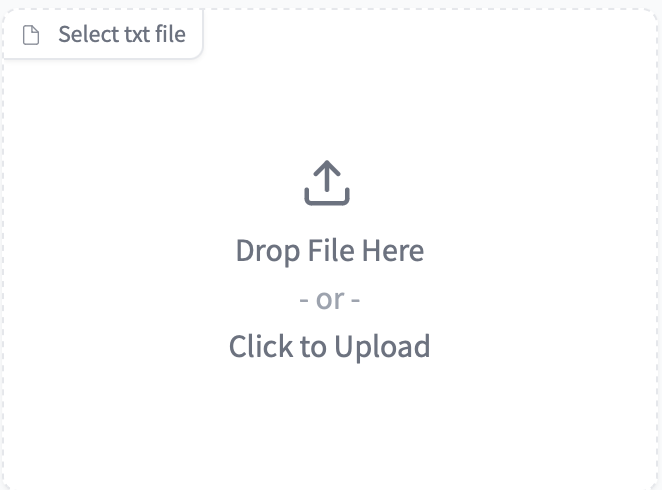 Select txt file
Drop File Here
- or -
Click to Upload